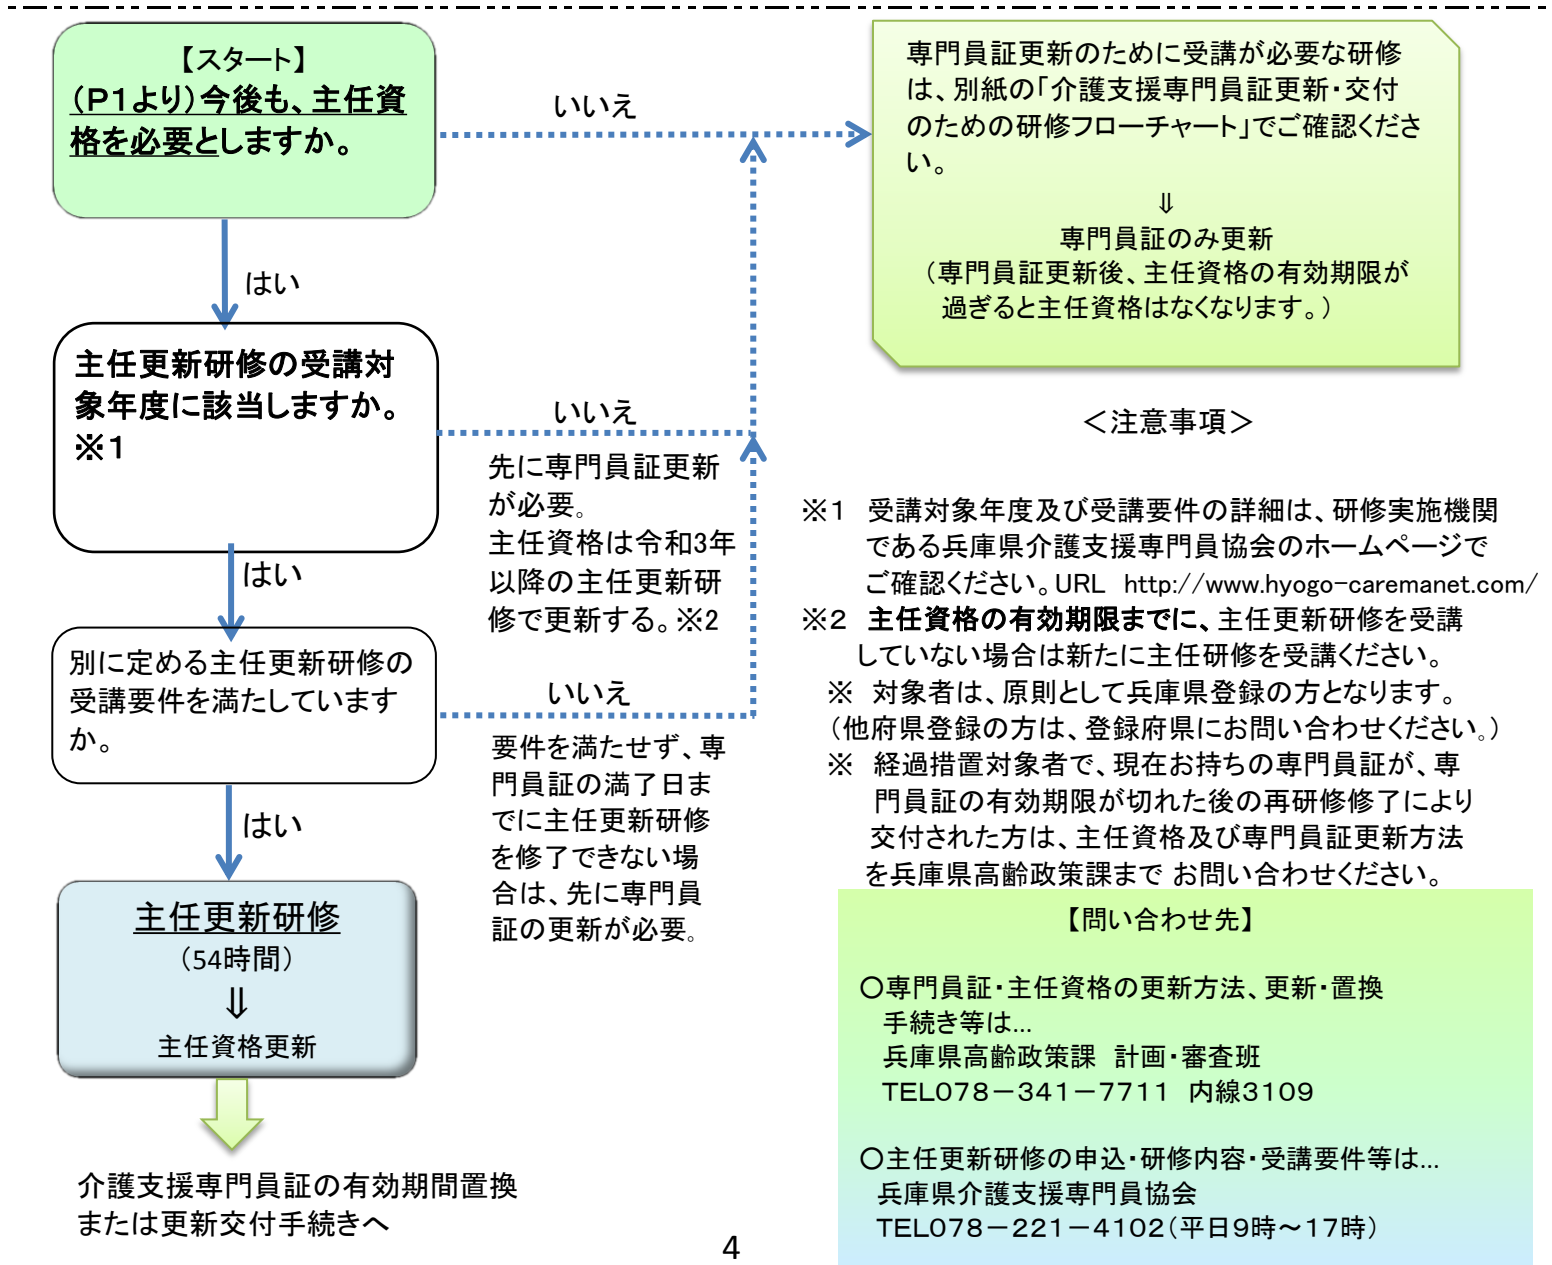 【スタート】
（P１より）今後も、主任資
格を必要としますか。
いいえ
専門員証更新のために受講が必要な研修
は、別紙の「介護支援専門員証更新・交付
のための研修フローチャート」でご確認くださ
い。
⇓
専門員証のみ更新
（専門員証更新後、主任資格の有効期限が
過ぎると主任資格はなくなります。）
はい
主任更新研修の受講対
象年度に該当しますか。
※１
いいえ
先に専門員証更新
が必要。
主任資格は令和3年
以降の主任更新研
修で更新する。※2
はい
別に定める主任更新研修の
受講要件を満たしています
か。
いいえ
要件を満たせず、専
門員証の満了日ま
でに主任更新研修
を修了できない場
合は、先に専門員
証の更新が必要。
はい
主任更新研修
（54時間）
⇓
主任資格更新
介護支援専門員証の有効期間置換
または更新交付手続きへ
＜注意事項＞
※１　受講対象年度及び受講要件の詳細は、研修実施機関
である兵庫県介護支援専門員協会のホームページで
ご確認ください。URL　http://www.hyogo-caremanet.com/
※２　主任資格の有効期限までに、主任更新研修を受講
していない場合は新たに主任研修を受講ください。
※　対象者は、原則として兵庫県登録の方となります。
（他府県登録の方は、登録府県にお問い合わせください。）
※　経過措置対象者で、現在お持ちの専門員証が、専
門員証の有効期限が切れた後の再研修修了により
交付された方は、主任資格及び専門員証更新方法
を兵庫県高齢政策課まで お問い合わせください。
【問い合わせ先】
〇専門員証・主任資格の更新方法、更新・置換
手続き等は…
兵庫県高齢政策課　計画・審査班
TEL０７８－３４１－７７１１　内線３１０９
〇主任更新研修の申込・研修内容・受講要件等は…
兵庫県介護支援専門員協会
TEL０７８－２２１－４１０２（平日9時～17時）
4